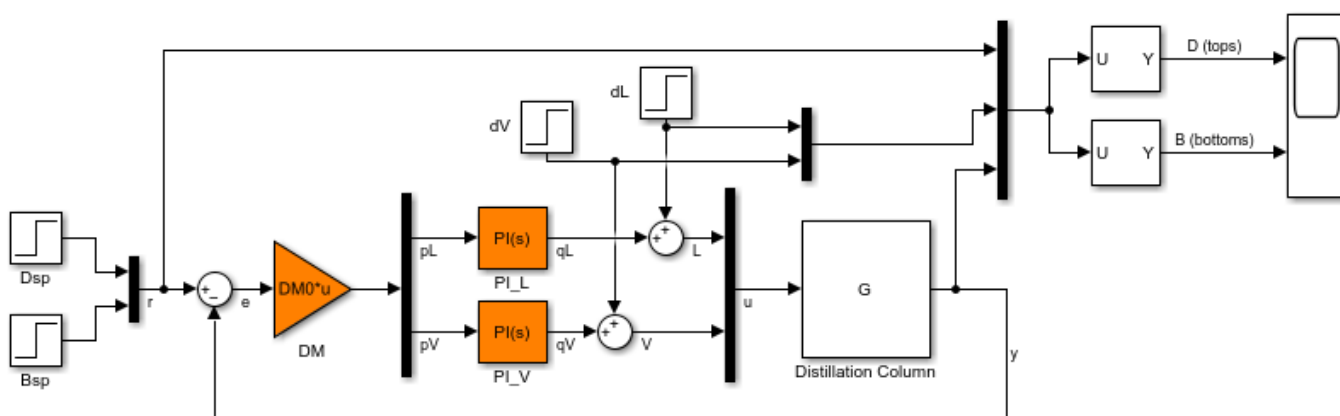 D (tops)
U Y
dL
dV
B (bottoms)
U Y
Dsp
PI(s)
pL
qL
L
PI_L
DM0*u
G
r
e
u
DM
PI(s)
pV
qV
V
PI_V
Bsp
Distillation Column
y